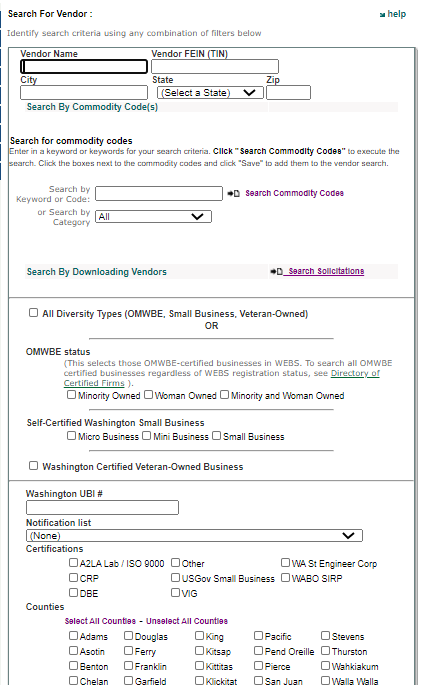 Search For Vendor :
help
Identify search criteria using any combination of filters below
Vendor Name Vendor FEIN (TIN)
City State Zip
(Select a State)
Search By Commodity Code(s)
Search for commodity codes
Enter in a keyword or keywords for your search criteria. Click "Search Commodity Codes" to execute the
search. Click the boxes next to the commodity codes and click "Save" to add them to the vendor search.
Search by
Keyword or Code: Search Commodity Codes
or Search by
Category All
Search By Downloading Vendors Search Solicitations
All Diversity Types (OMWBE, Small Business, Veteran-Owned)
OR
OMWBE status
(This selects those OMWBE-certified businesses in WEBS. To search all OMWBE
certified businesses regardless of WEBS registration status, see Directory of
Certified Firms ).
Minority Owned Woman Owned Minority and Woman Owned
Self-Certified Washington Small Business
Micro Business Mini Business Small Business
Washington Certified Veteran-Owned Business
Washington UBI #
Notification list
(None)
Certifications
A2LA Lab / ISO 9000 Other WA St Engineer Corp
CRP USGov Small Business WABO SIRP
DBE VIG
Counties
Select All Counties - Unselect All Counties
Adams Douglas King Pacific Stevens
Asotin Ferry Kitsap Pend Oreille Thurston
Benton Franklin Kittitas Pierce Wahkiakum
Chelan Garfield Klickitat San Juan Walla Walla